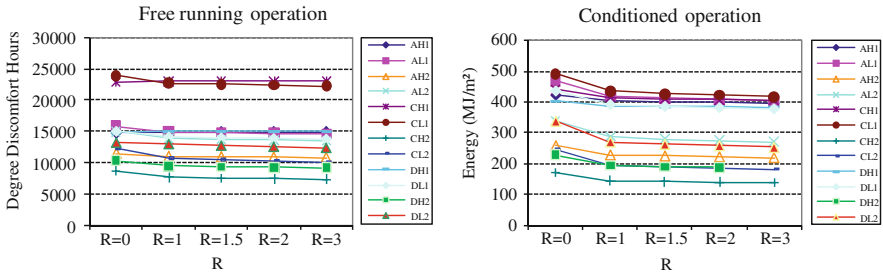 Free running operation
Degree Discomfort Hours
30000
25000
20000
15000
10000
5000
0
R=0 R=1 R=1.5 R=2 R=3
R
AH1
AL1
AH2
AL2
CH1
CL1
CH2
CL2
DH1
DL1
DH2
DL2
Conditioned operation
Energy (MJ/m²)
600
500
400
300
200
100
0
R=0 R=1 R=1.5 R=2 R=3
R
AH1
AL1
AH2
AL2
CH1
CL1
CH2
CL2
DH1
DL1
DH2
DL2